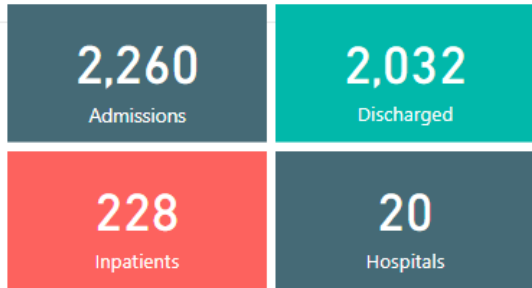 2,260
Admissions
2,032
Discharged
228
Inpatients
20
Hospitals